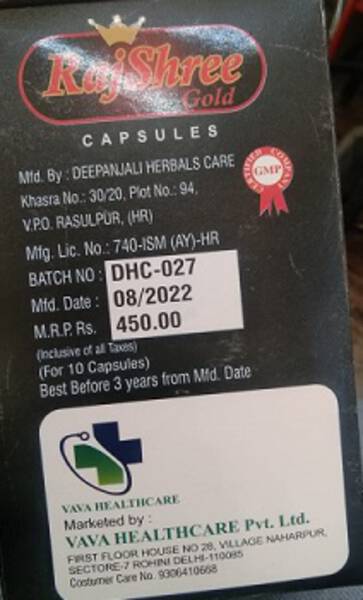 RajShree
Gold
CAPSULES
CERTIFIED COMPANY
GMP
Mfd. By : DEEPANJALI HERBALS CARE
Khasra No.: 30/20, Plot No.: 94,
V.P.O. RASULPUR, (HR)
Mfg. Lic. No.: 740-ISM (AY)-HR
BATCH NO : DHC-027
Mfd. Date : 08/2022
M.R.P. Rs. 450.00
(Inclusive of all Taxes)
(For 10 Capsules)
Best Before 3 years from Mfd. Date
VAVA HEALTHCARE
Marketed by :
VAVA HEALTHCARE Pvt. Ltd.
FIRST FLOOR HOUSE NO 28, VILLAGE NAHARPUR,
SECTORE-7 ROHINI DELHI-110085
Costumer Care No. 9306410668